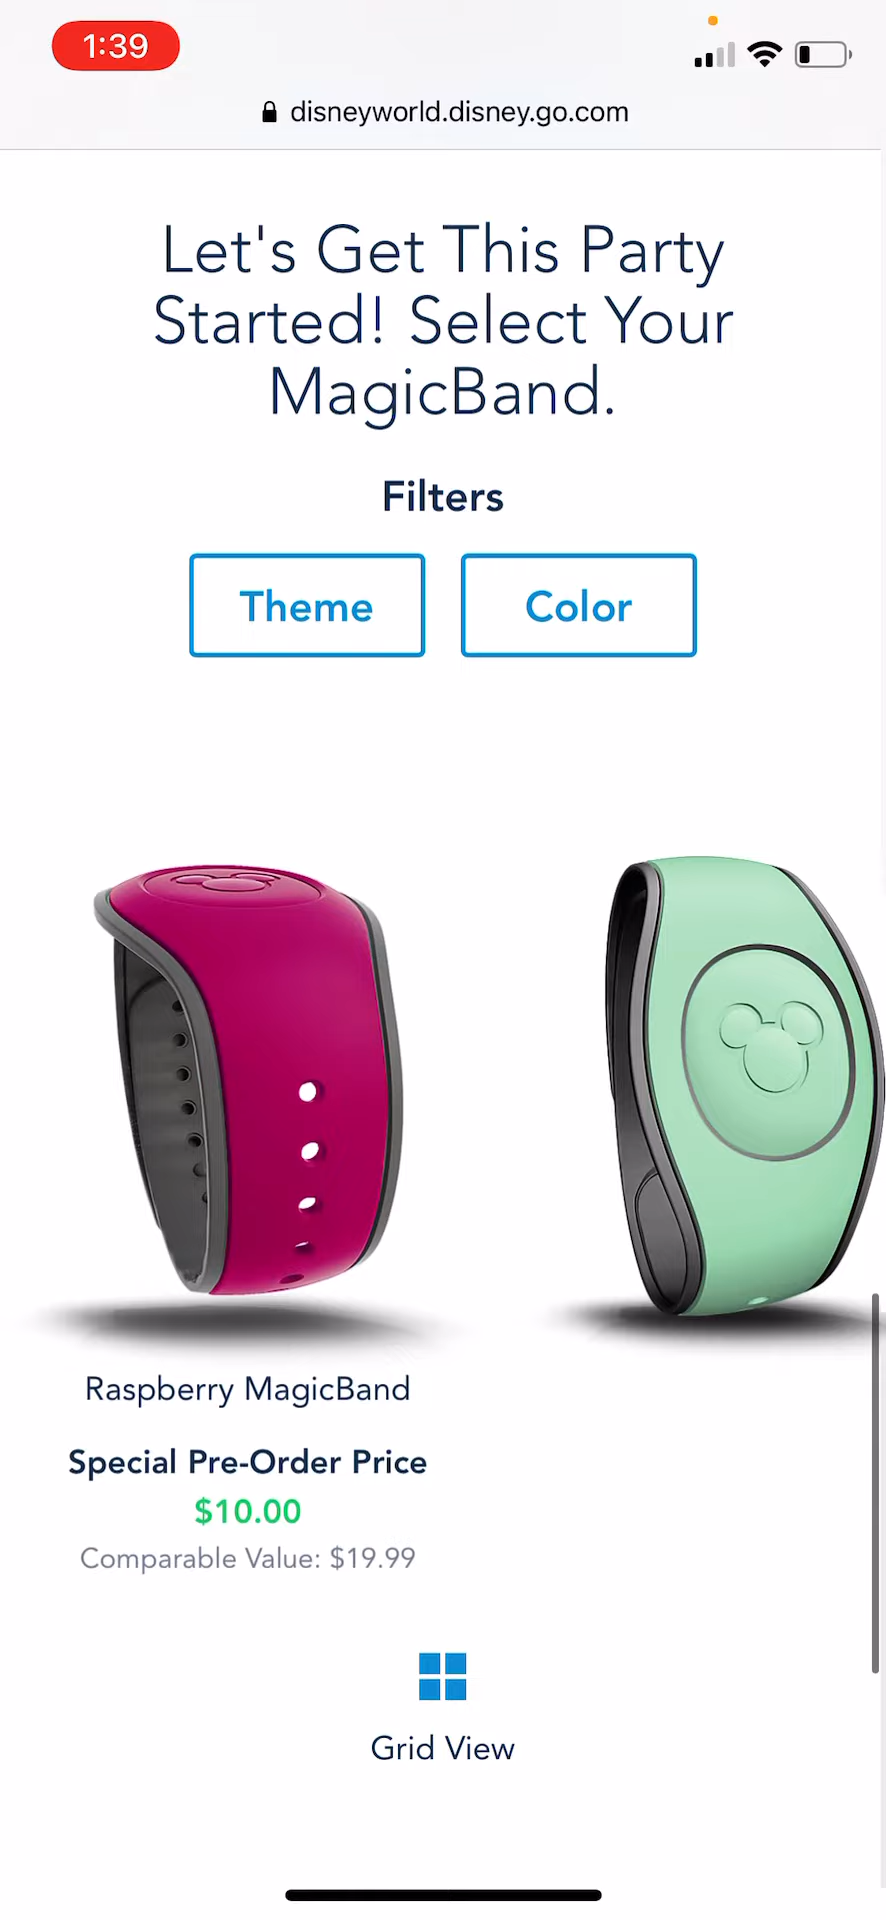 1:39
disneyworld.disney.go.com
Let's Get This Party
Started! Select Your
MagicBand.
Filters
Theme
Color
Raspberry MagicBand
Special Pre-Order Price
$10.00
Comparable Value: $19.99
Grid View